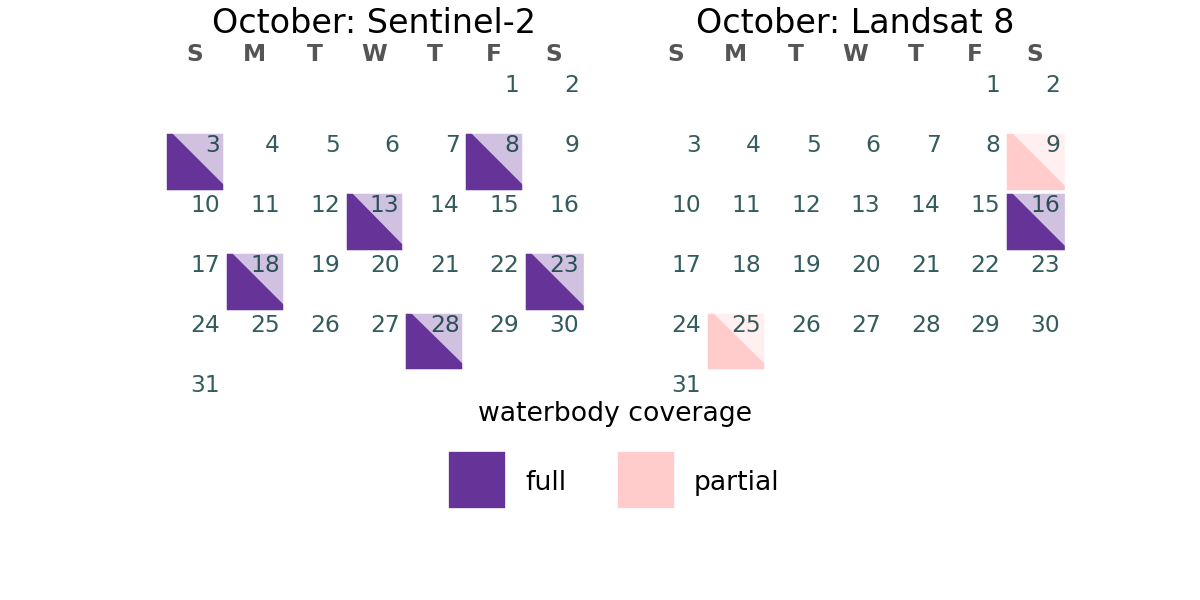 October: Sentinel-2
S M T W T F S
1 2
3 4 5 6 7 8 9
10 11 12 13 14 15 16
17 18 19 20 21 22 23
24 25 26 27 28 29 30
31
October: Landsat 8
S M T W T F S
1 2
3 4 5 6 7 8 9
10 11 12 13 14 15 16
17 18 19 20 21 22 23
24 25 26 27 28 29 30
31
waterbody coverage
full
partial